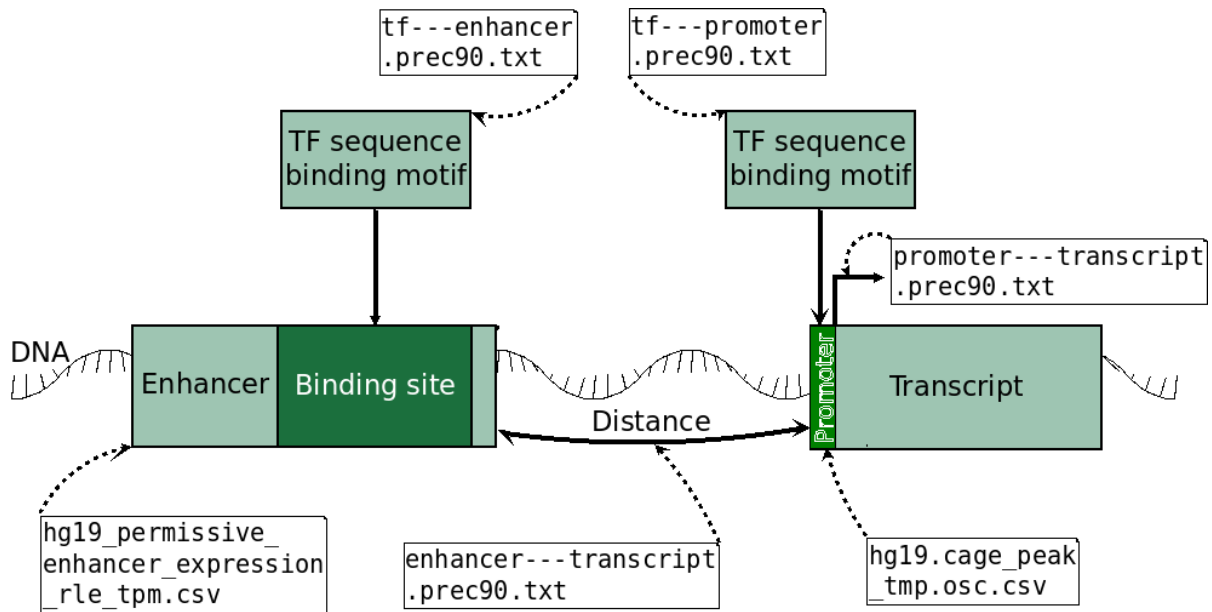 tf---enhancer
.prec90.txt
tf---promoter
.prec90.txt
TF sequence
binding motif
TF sequence
binding motif
promoter---transcript
.prec90.txt
DNA
Enhancer
Binding site
Distance
Promoter
Transcript
hg19_permissive_
enhancer_expression
_rle_tpm.csv
enhancer---transcript
.prec90.txt
hg19.cage_peak
_tmp.osc.csv